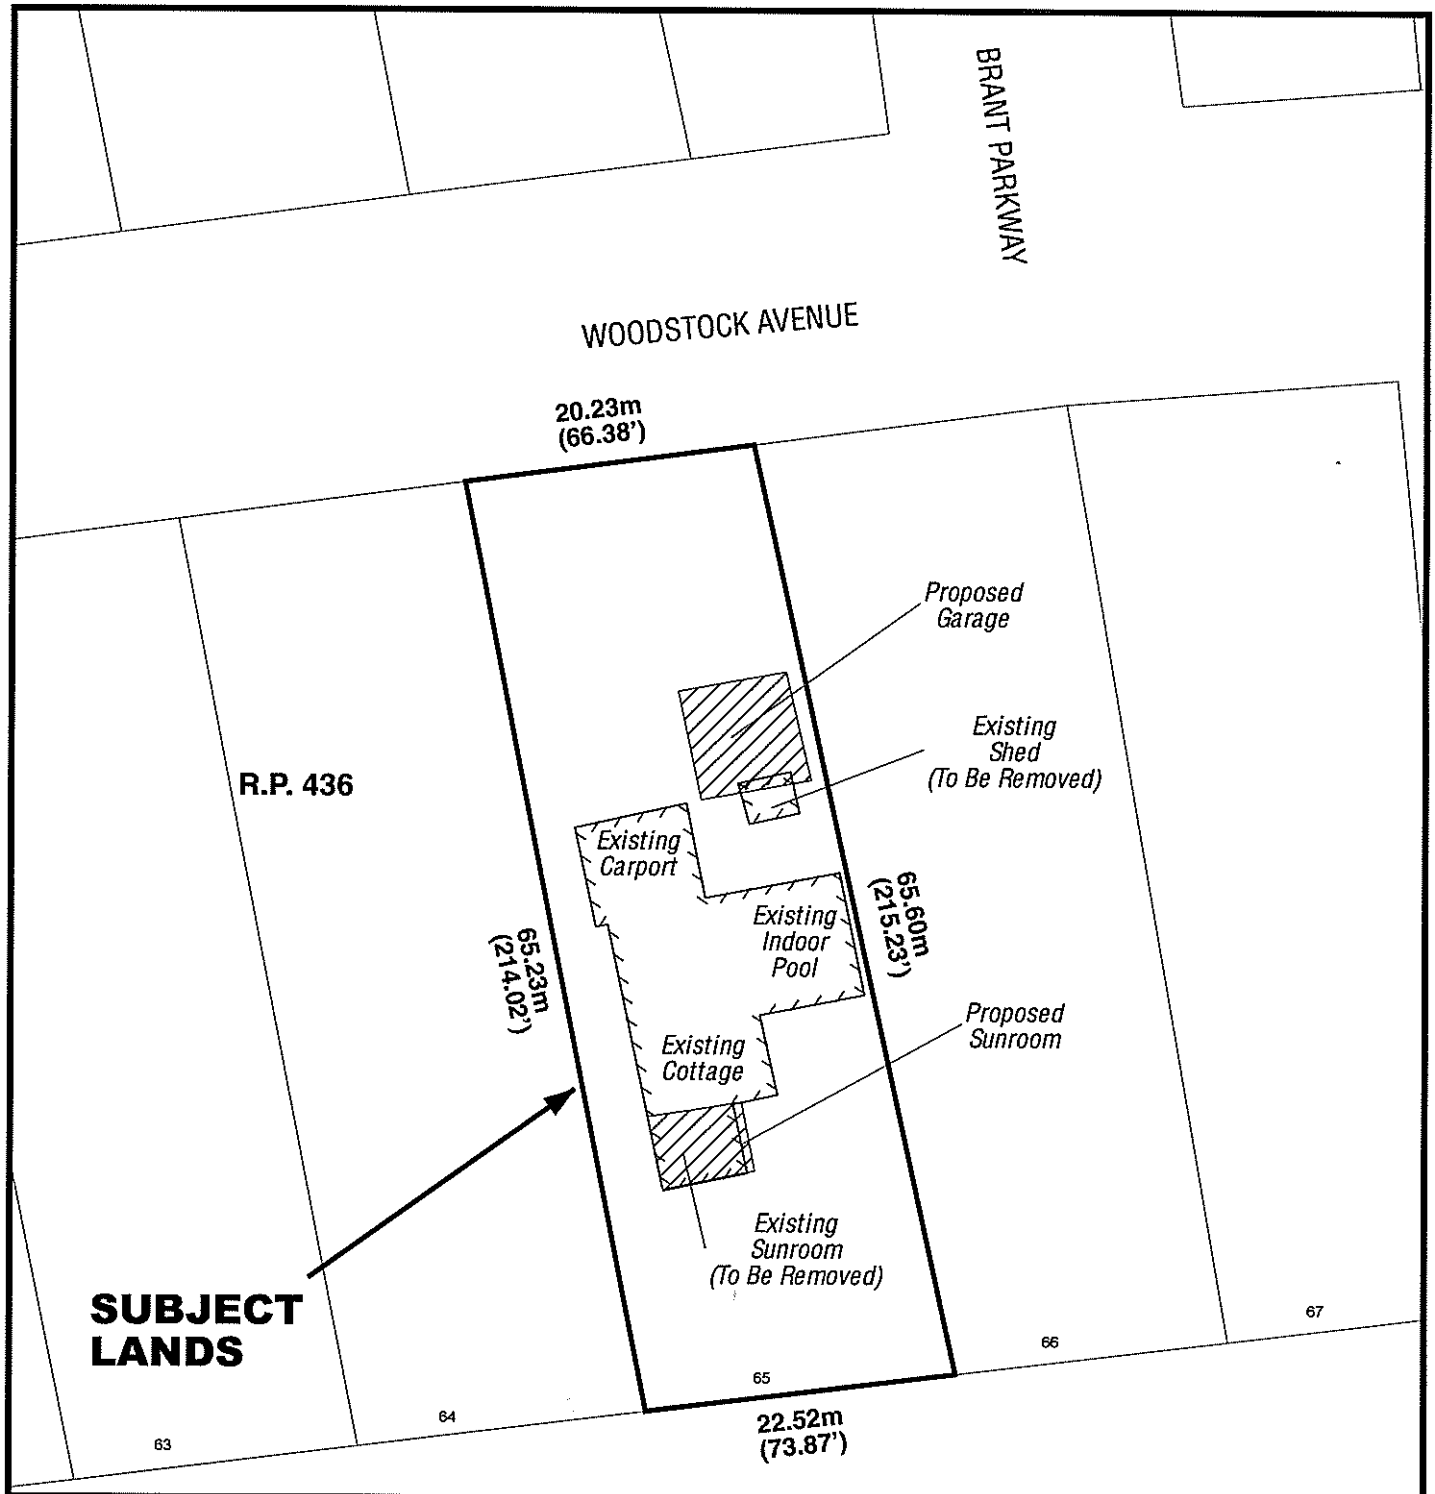 BRANT PARKWAY
WOODSTOCK AVENUE
20.23m
(66.38')
Proposed
Garage
Existing
Shed
(To Be Removed)
R.P. 436
Existing
Carport
65.60m
(215.23')
Existing
Indoor
Pool
65.23m
(214.02')
Proposed
Sunroom
Existing
Cottage
Existing
Sunroom
(To Be Removed)
SUBJECT
LANDS
67
66
65
64
63
22.52m
(73.87')